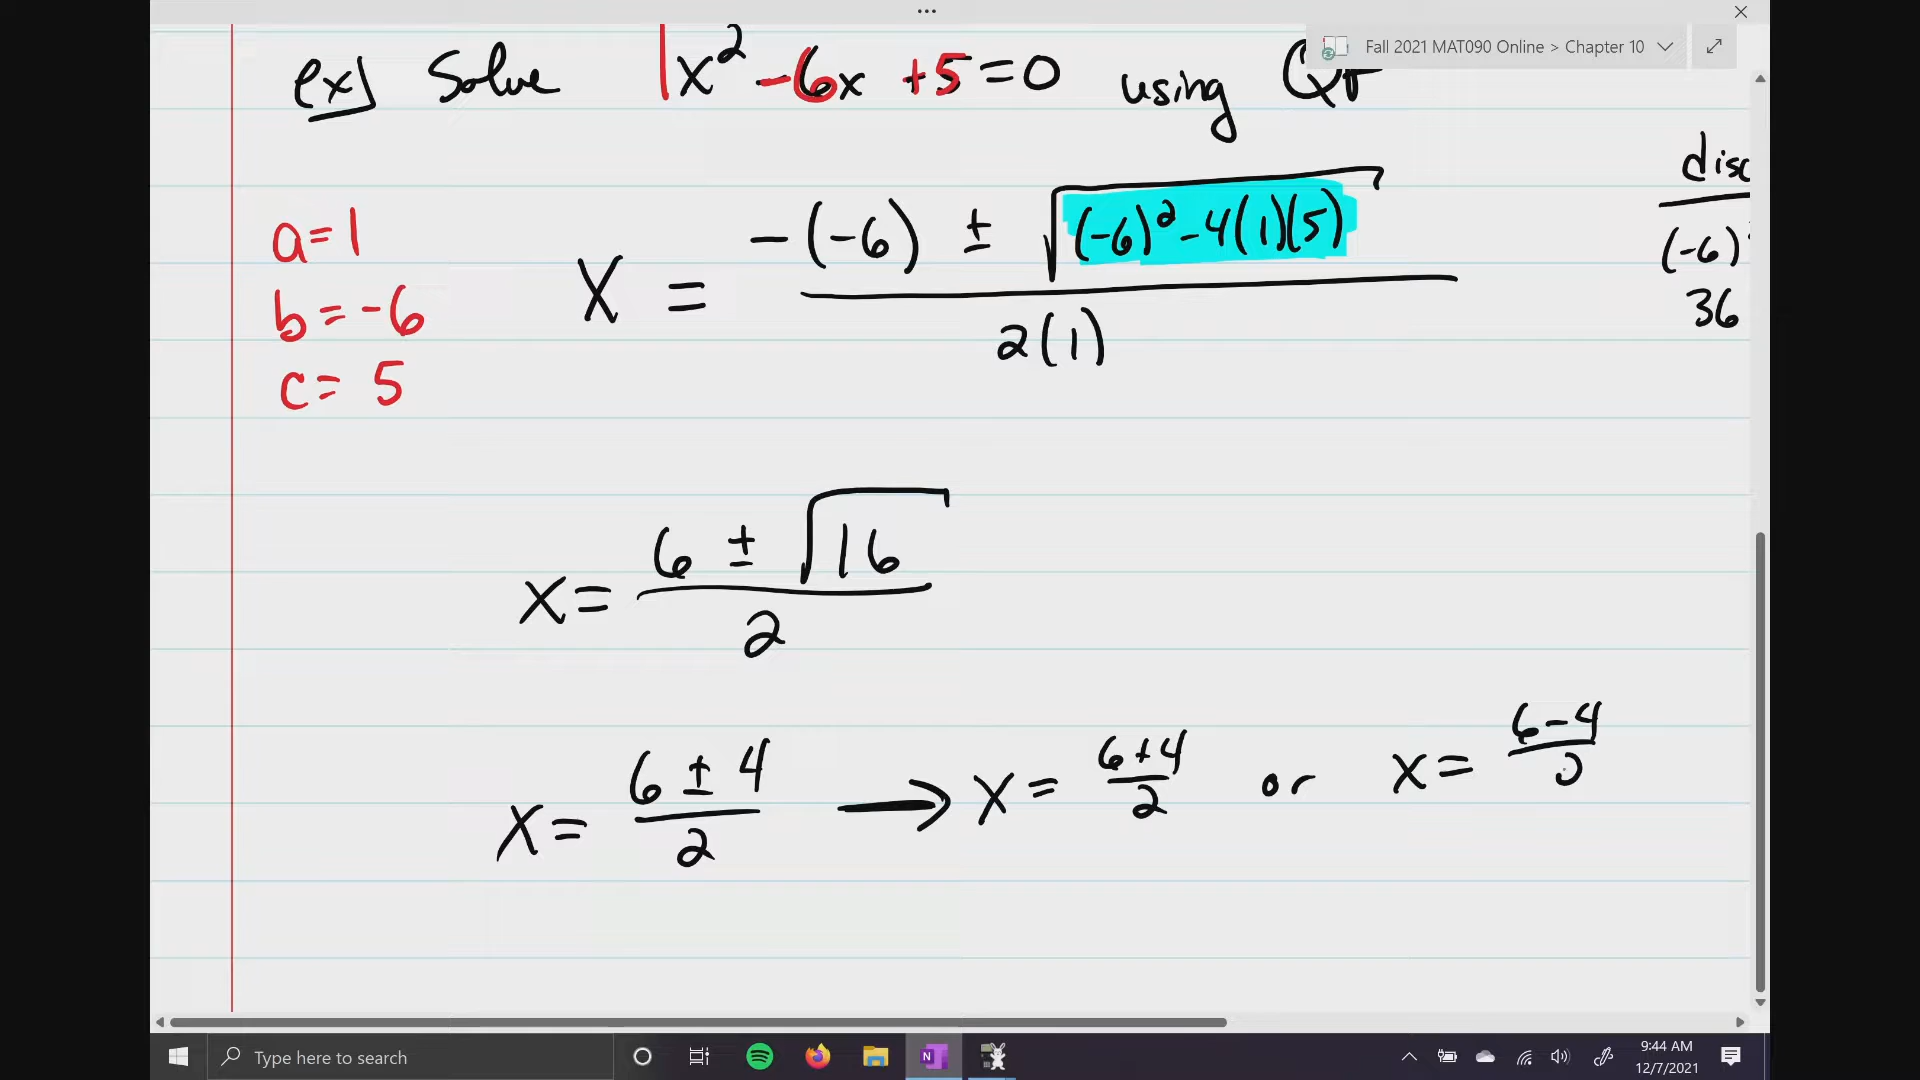 Fall 2021 MAT090 Online > Chapter 10
ex] Solve 1x² -6x +5 = 0 using QF
disc
a = 1
x = -(-6) ± √(-6)² - 4(1)(5) / 2(1)
(-6)²
b = -6
36
c = 5
x = 6 ± √16 / 2
x = 6 ± 4 / 2 → x = 6+4 / 2 or x = 6-4 /
Type here to search
9:44 AM
12/7/2021